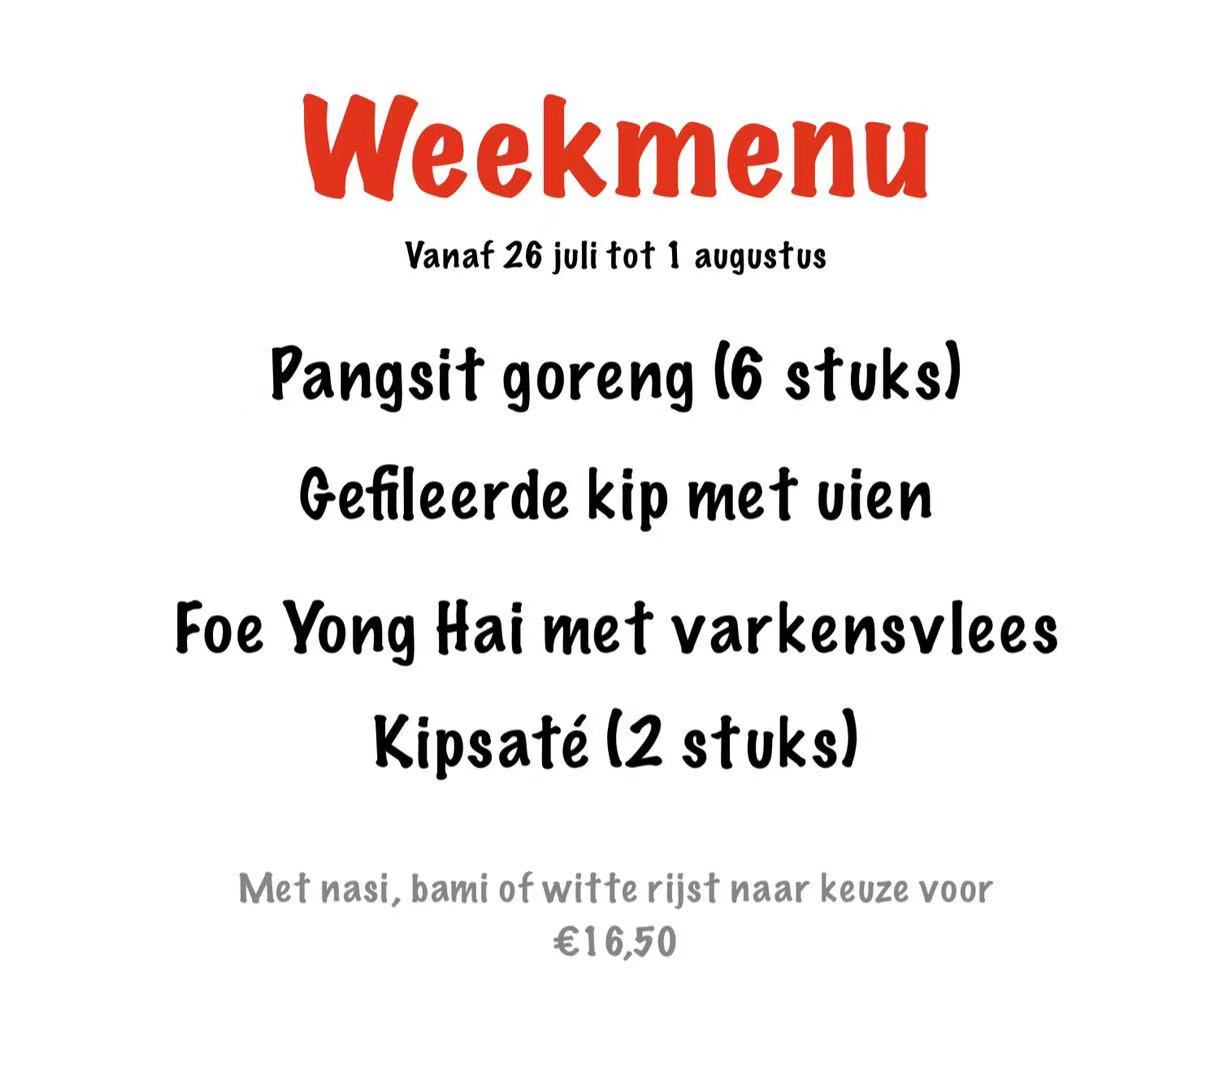 Weekmenu
Vanaf 26 juli tot 1 augustus
Pangsit goreng (6 stuks)
Gefileerde kip met uien
Foe Yong Hai met varkensvlees
Kipsaté (2 stuks)
Met nasi, bami of witte rijst naar keuze voor
€16,50